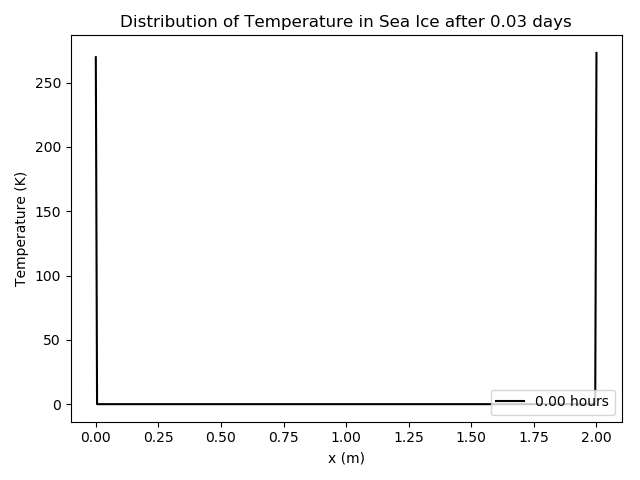 Distribution of Temperature in Sea Ice after 0.03 days
Temperature (K)
250
200
150
100
50
0
0.00 hours
0.00 0.25 0.50 0.75 1.00 1.25 1.50 1.75 2.00
x (m)